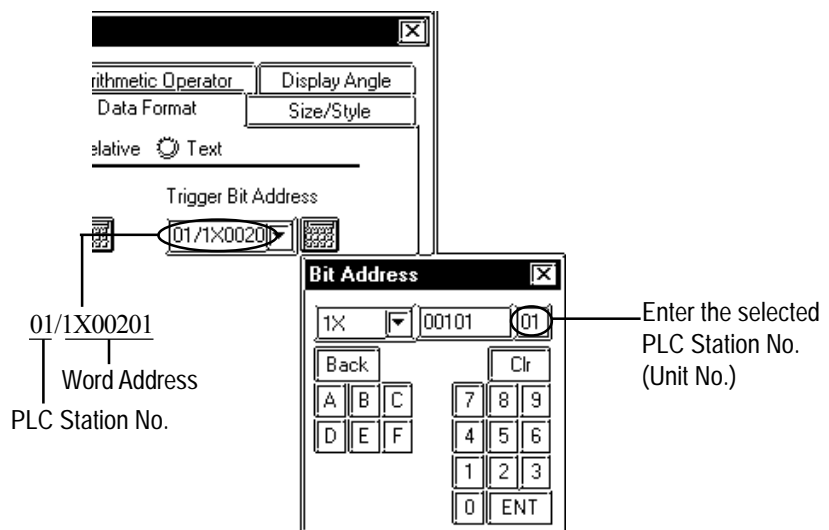 rithmetic Operator
Display Angle
Data Format
Size/Style
elative
Text
Trigger Bit Address
01/1X0020
Bit Address
1X
00101
01
Enter the selected
PLC Station No.
(Unit No.)
01/1X00201
Word Address
PLC Station No.
Back
Clr
A B C
7 8 9
D E F
4 5 6
1 2 3
0 ENT